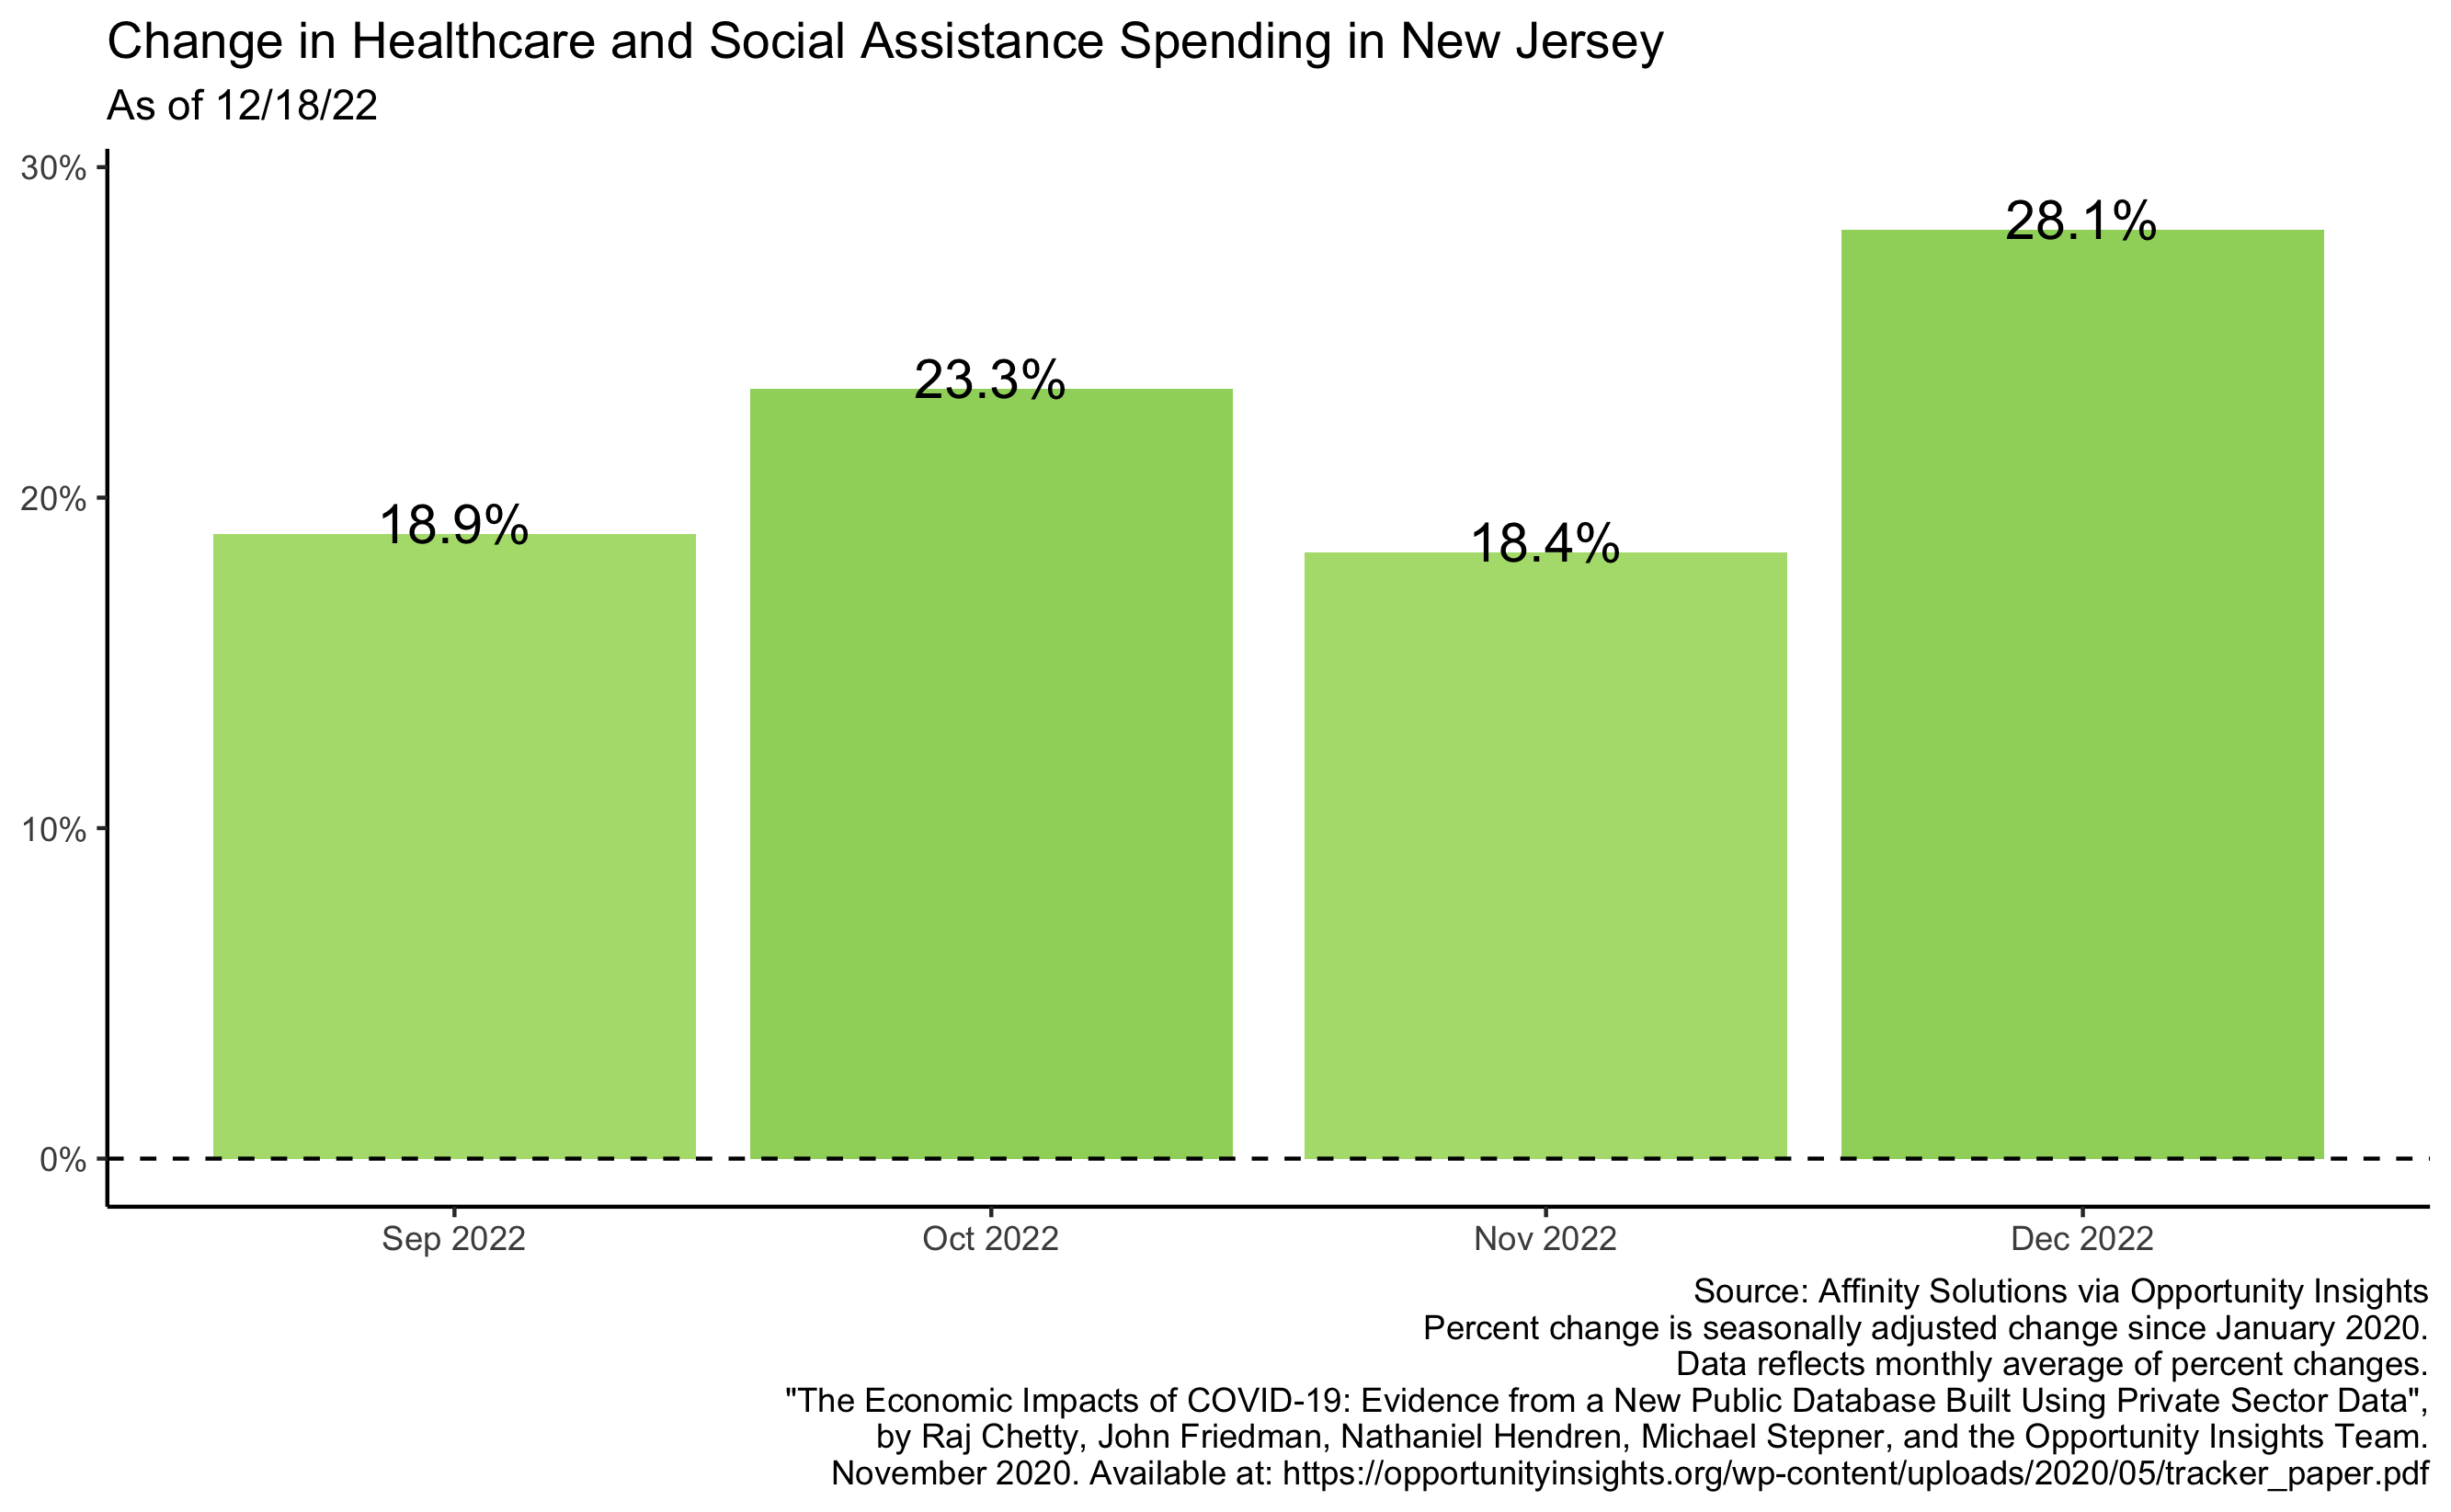 Change in Healthcare and Social Assistance Spending in New Jersey
As of 12/18/22
30%
20%
10%
0%
18.9%
23.3%
18.4%
28.1%
Sep 2022
Oct 2022
Nov 2022
Dec 2022
Source: Affinity Solutions via Opportunity Insights
Percent change is seasonally adjusted change since January 2020.
Data reflects monthly average of percent changes.
"The Economic Impacts of COVID-19: Evidence from a New Public Database Built Using Private Sector Data",
by Raj Chetty, John Friedman, Nathaniel Hendren, Michael Stepner, and the Opportunity Insights Team.
November 2020. Available at: https://opportunityinsights.org/wp-content/uploads/2020/05/tracker_paper.pdf